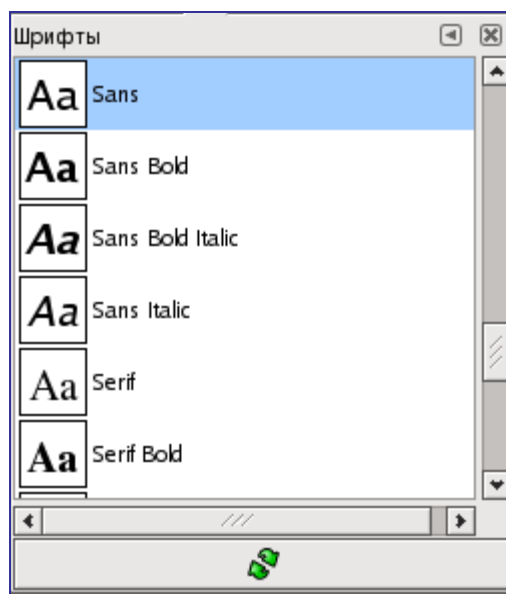 Шрифты
Aa Sans
Aa Sans Bold
Aa Sans Bold Italic
Aa Sans Italic
Aa Serif
Aa Serif Bold